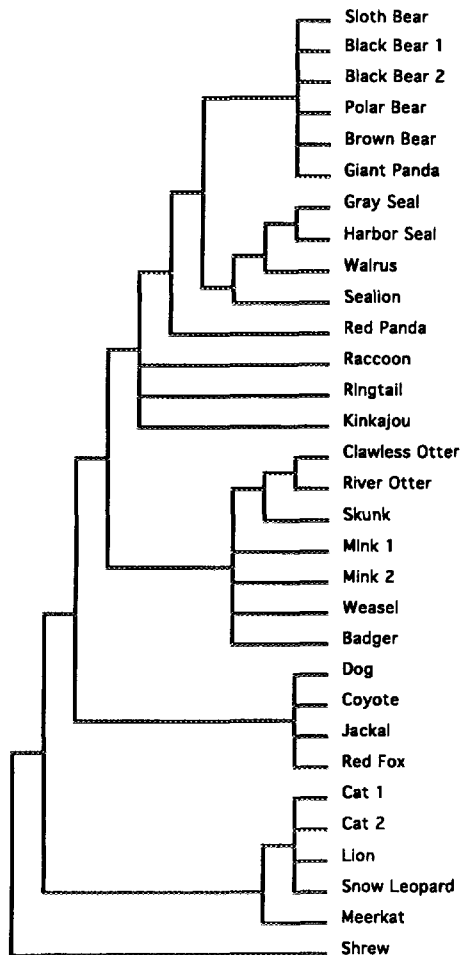 Sloth Bear
Black Bear 1
Black Bear 2
Polar Bear
Brown Bear
Giant Panda
Gray Seal
Harbor Seal
Walrus
Sealion
Red Panda
Raccoon
Ringtail
Kinkajou
Clawless Otter
River Otter
Skunk
Mink 1
Mink 2
Weasel
Badger
Dog
Coyote
Jackal
Red Fox
Cat 1
Cat 2
Lion
Snow Leopard
Meerkat
Shrew